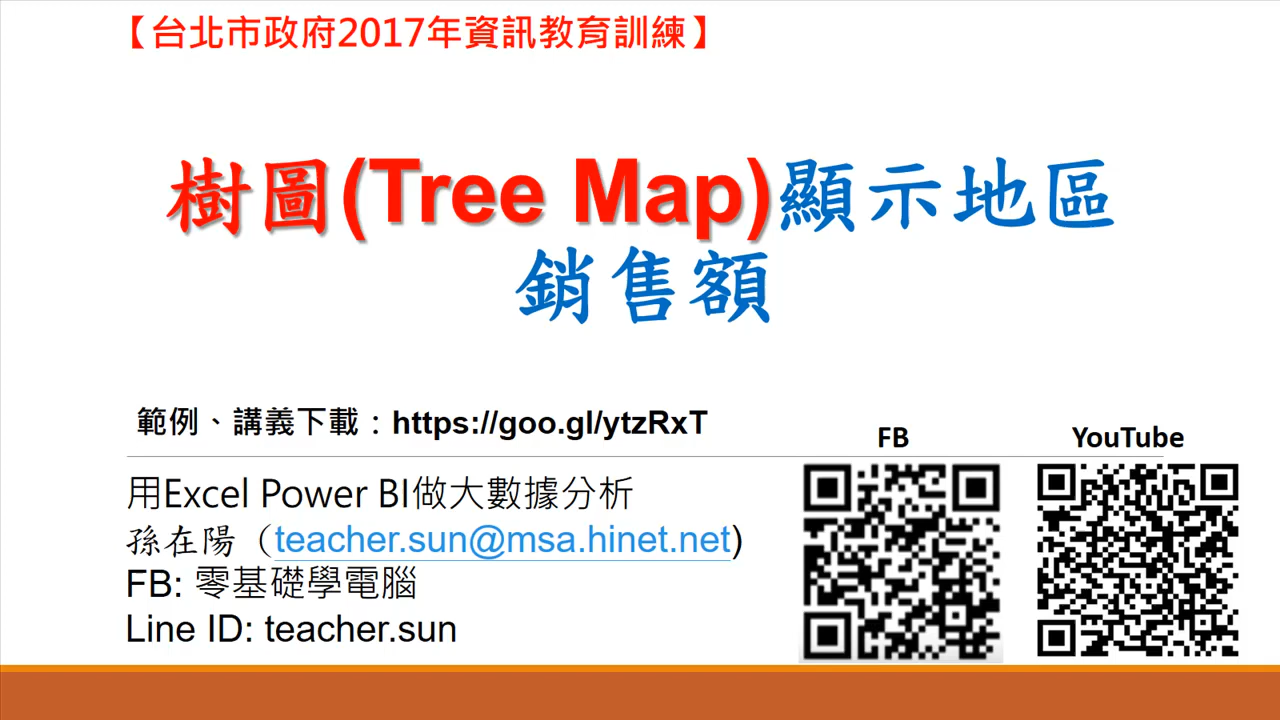 【台北市政府2017年資訊教育訓練】
樹圖(Tree Map)顯示地區
銷售額
範例、講義下載：https://goo.gl/ytzRxT
FB
YouTube
用Excel Power BI做大數據分析
孫在陽（teacher.sun@msa.hinet.net)
FB: 零基礎學電腦
Line ID: teacher.sun